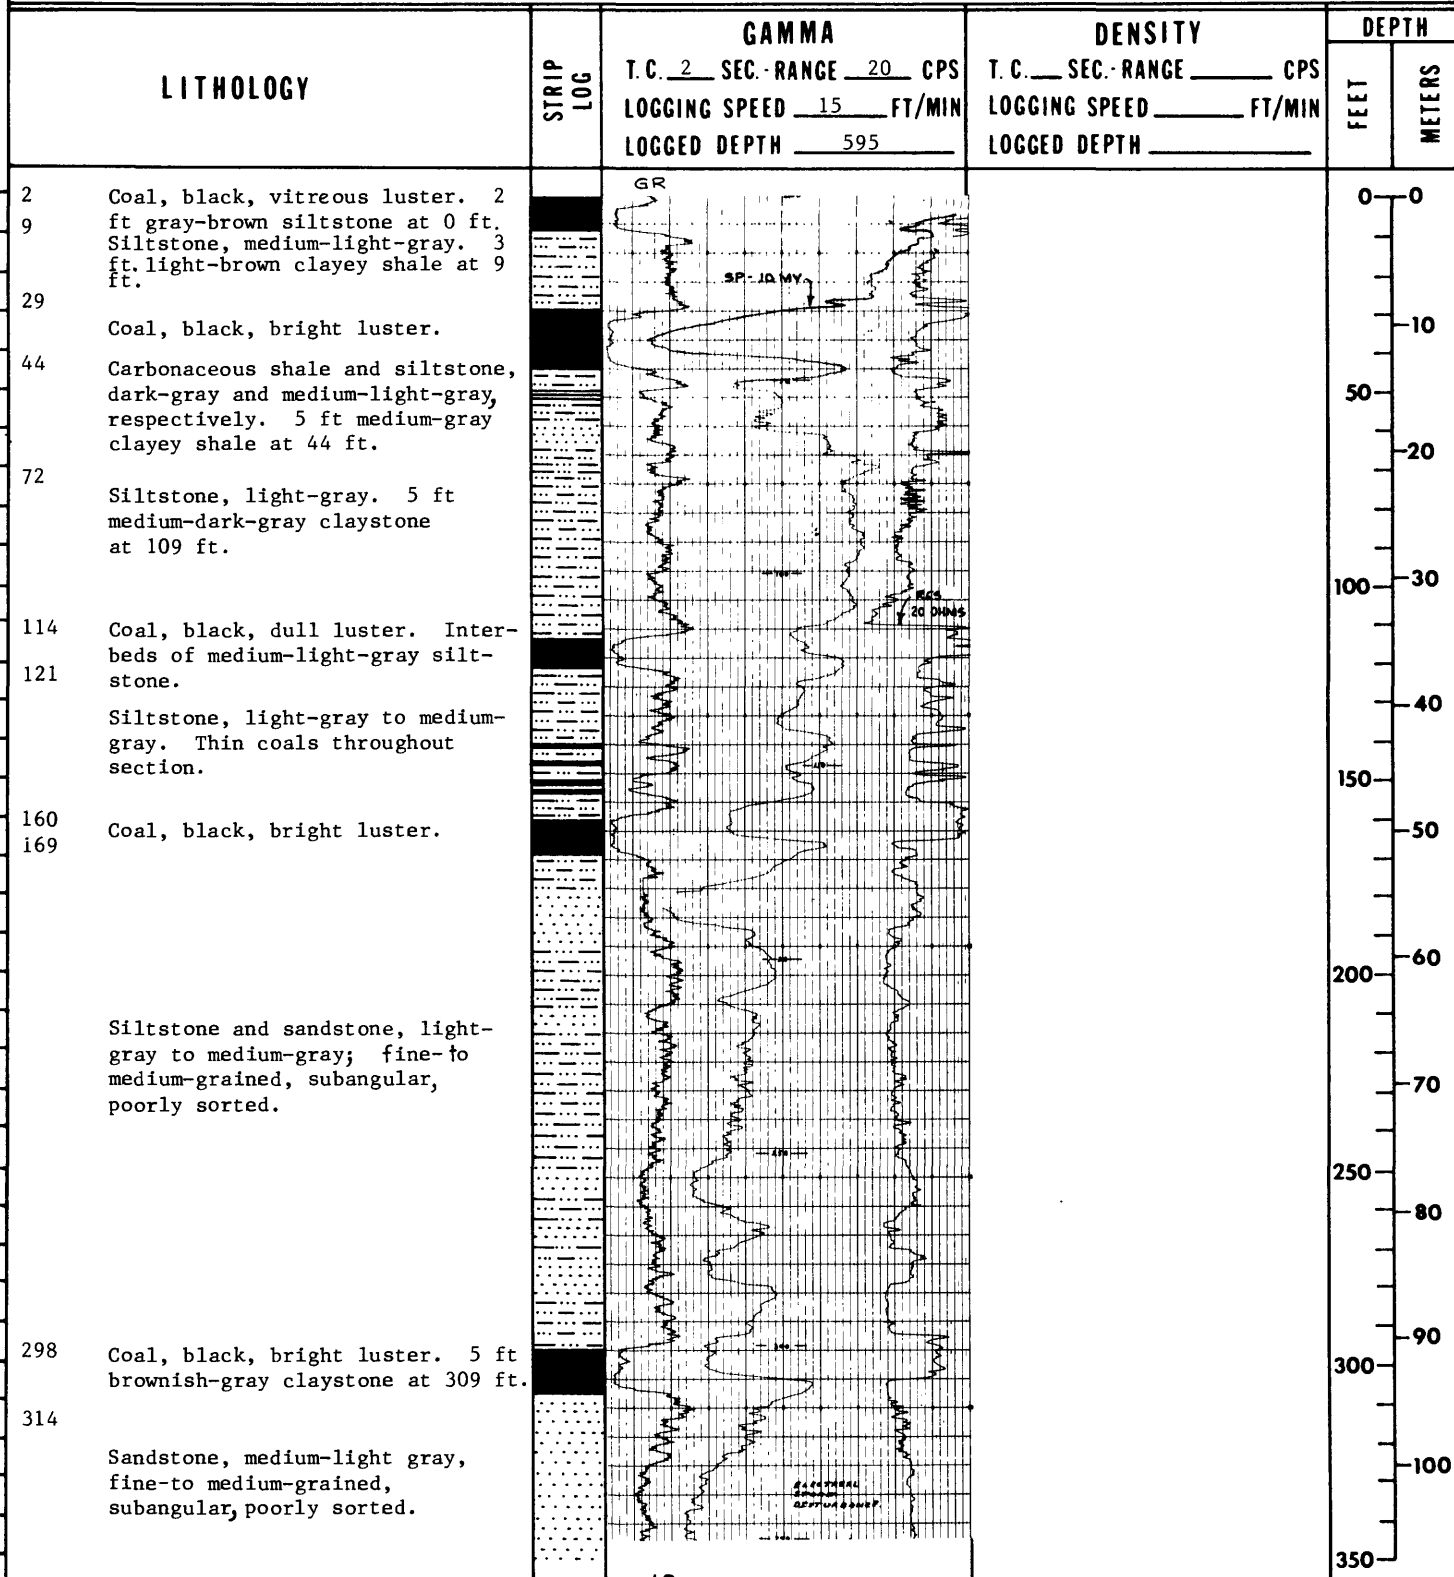 LITHOLOGY
STRIP LOG
GAMMA
T.C. 2 SEC.-RANGE 20 CPS
LOGGING SPEED 15 FT/MIN
LOGGED DEPTH 595
DENSITY
T.C. SEC.-RANGE CPS
LOGGING SPEED FT/MIN
LOGGED DEPTH
DEPTH
FEET
METERS
2 Coal, black, vitreous luster. 2
ft gray-brown siltstone at 0 ft.
9
Siltstone, medium-light-gray. 3
ft. light-brown clayey shale at 9
ft.
29
Coal, black, bright luster.
44 Carbonaceous shale and siltstone,
dark-gray and medium-light-gray,
respectively. 5 ft medium-gray
clayey shale at 44 ft.
72
Siltstone, light-gray. 5 ft
medium-dark-gray claystone
at 109 ft.
114 Coal, black, dull luster. Inter-
beds of medium-light-gray silt-
121 stone.
Siltstone, light-gray to medium-
gray. Thin coals throughout
section.
160
Coal, black, bright luster.
169
Siltstone and sandstone, light-
gray to medium-gray; fine-to
medium-grained, subangular,
poorly sorted.
298 Coal, black, bright luster. 5 ft
brownish-gray claystone at 309 ft.
314
Sandstone, medium-light gray,
fine-to medium-grained,
subangular, poorly sorted.
GR
SP-10 MV
RES
20 OHMS
0
50
100
150
200
250
300
350
0
10
20
30
40
50
60
70
80
90
100